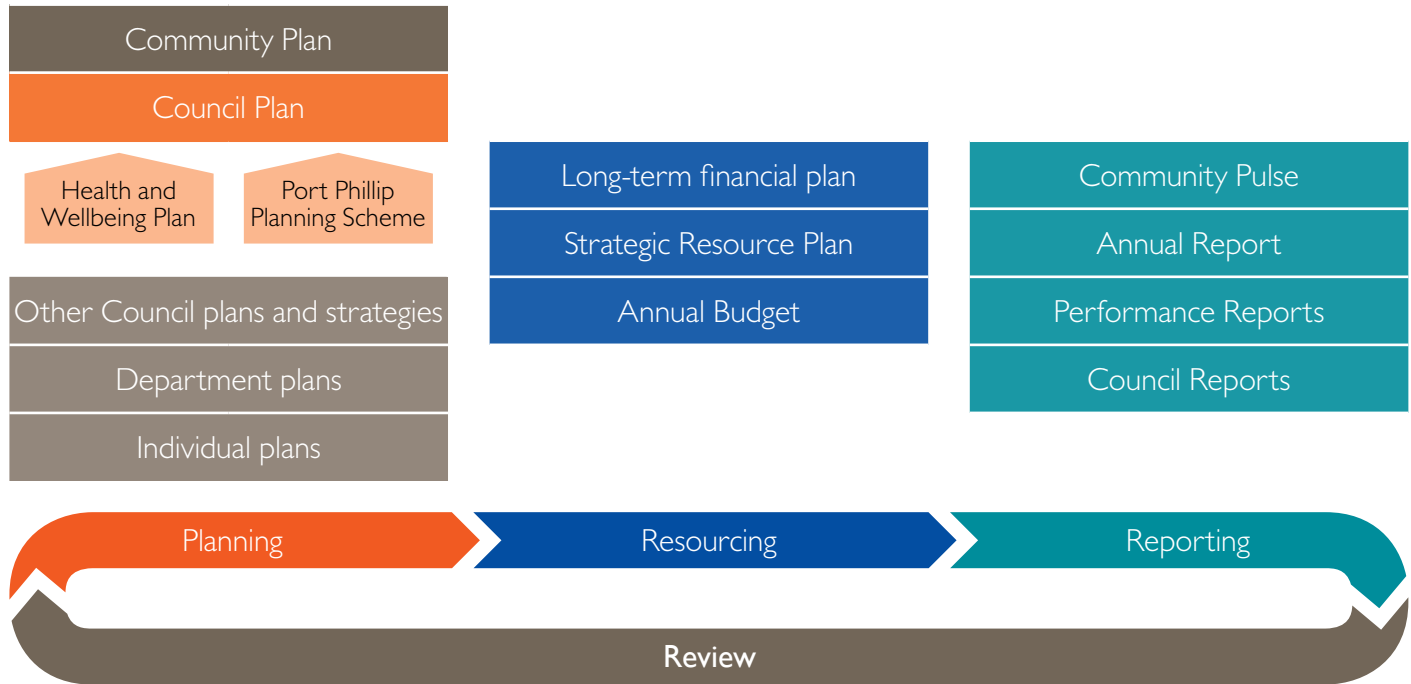 Community Plan
Council Plan
Health and
Wellbeing Plan
Port Phillip
Planning Scheme
Other Council plans and strategies
Department plans
Individual plans
Long-term financial plan
Strategic Resource Plan
Annual Budget
Community Pulse
Annual Report
Performance Reports
Council Reports
Planning
Resourcing
Reporting
Review